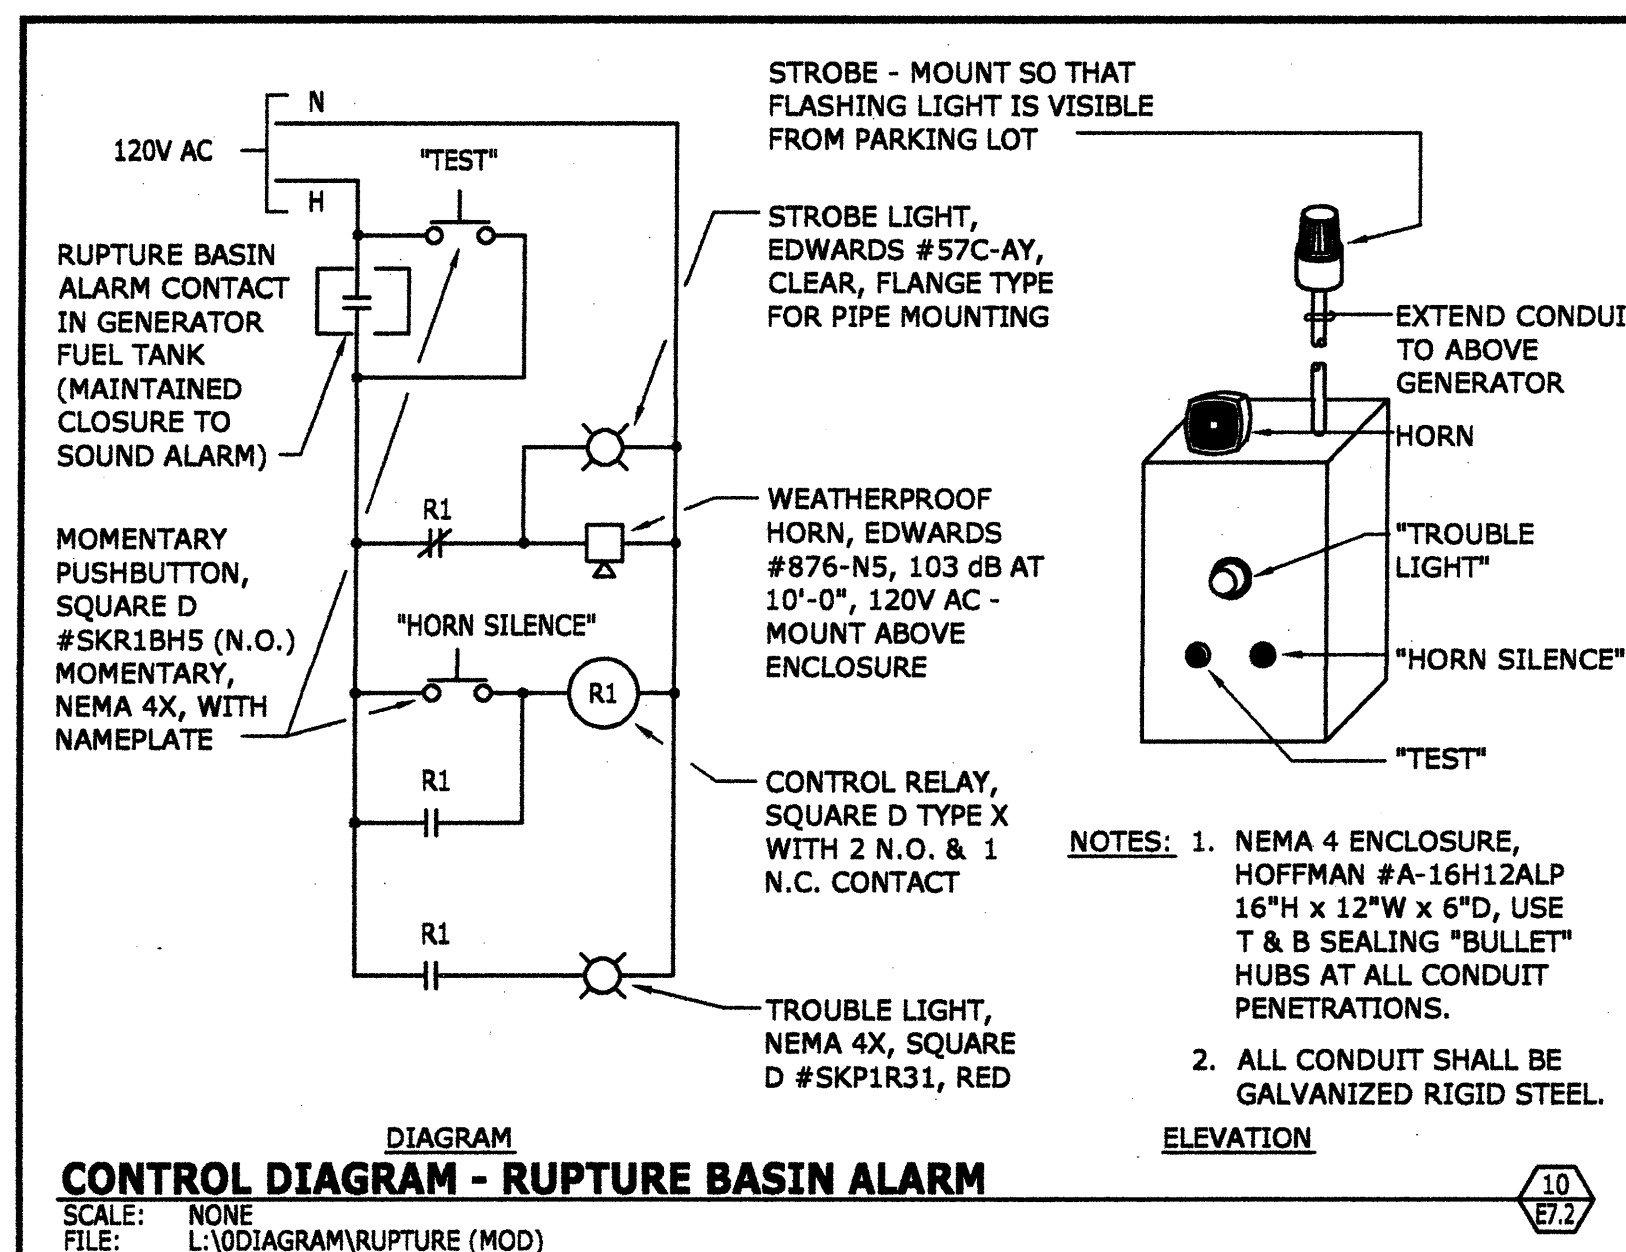 N
120V AC
H
"TEST"
RUPTURE BASIN
ALARM CONTACT
IN GENERATOR
FUEL TANK
(MAINTAINED
CLOSURE TO
SOUND ALARM)
MOMENTARY
PUSHBUTTON,
SQUARE D
#SKR1BH5 (N.O.)
MOMENTARY,
NEMA 4X, WITH
NAMEPLATE
R1
"HORN SILENCE"
R1
R1
R1
STROBE - MOUNT SO THAT
FLASHING LIGHT IS VISIBLE
FROM PARKING LOT
STROBE LIGHT,
EDWARDS #57C-AY,
CLEAR, FLANGE TYPE
FOR PIPE MOUNTING
WEATHERPROOF
HORN, EDWARDS
#876-N5, 103 dB AT
10'-0", 120V AC -
MOUNT ABOVE
ENCLOSURE
CONTROL RELAY,
SQUARE D TYPE X
WITH 2 N.O. & 1
N.C. CONTACT
TROUBLE LIGHT,
NEMA 4X, SQUARE
D #SKP1R31, RED
EXTEND CONDUI
TO ABOVE
GENERATOR
HORN
"TROUBLE
LIGHT"
"HORN SILENCE"
"TEST"
NOTES: 1. NEMA 4 ENCLOSURE,
HOFFMAN #A-16H12ALP
16"H x 12"W x 6"D, USE
T & B SEALING "BULLET"
HUBS AT ALL CONDUIT
PENETRATIONS.
2. ALL CONDUIT SHALL BE
GALVANIZED RIGID STEEL.
DIAGRAM
ELEVATION
CONTROL DIAGRAM - RUPTURE BASIN ALARM
SCALE: NONE
FILE: L:\0DIAGRAM\RUPTURE (MOD)
10
E7.2